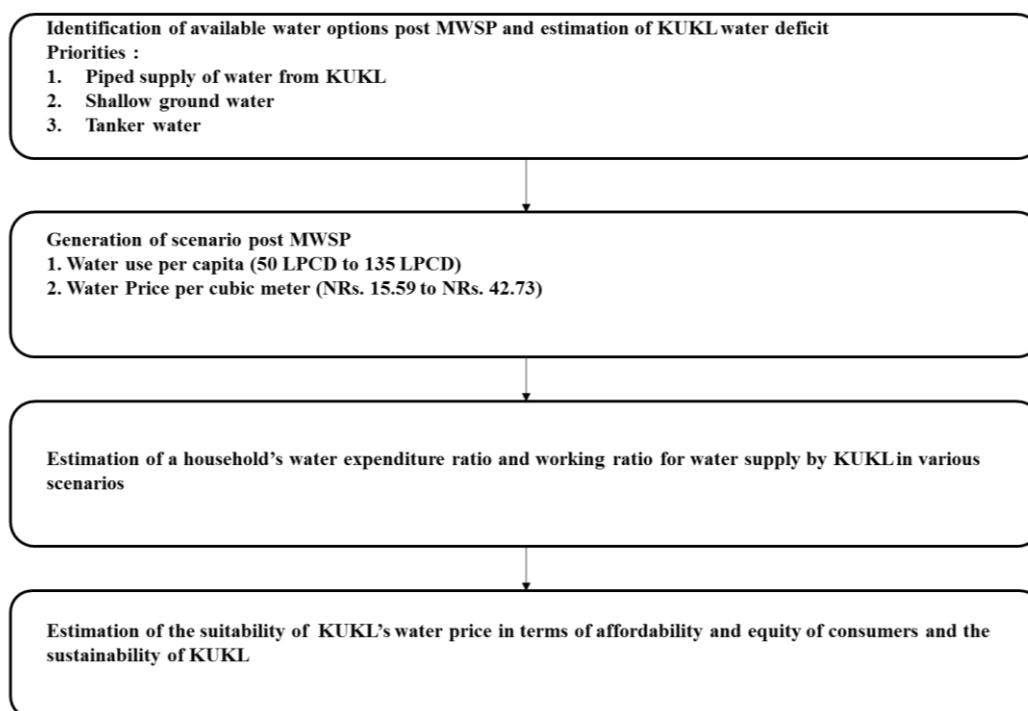 Identification of available water options post MWSP and estimation of KUKL water deficit
Priorities :
1. Piped supply of water from KUKL
2. Shallow ground water
3. Tanker water
Generation of scenario post MWSP
1. Water use per capita (50 LPCD to 135 LPCD)
2. Water Price per cubic meter (NRs. 15.59 to NRs. 42.73)
Estimation of a household's water expenditure ratio and working ratio for water supply by KUKL in various
scenarios
Estimation of the suitability of KUKL's water price in terms of affordability and equity of consumers and the
sustainability of KUKL